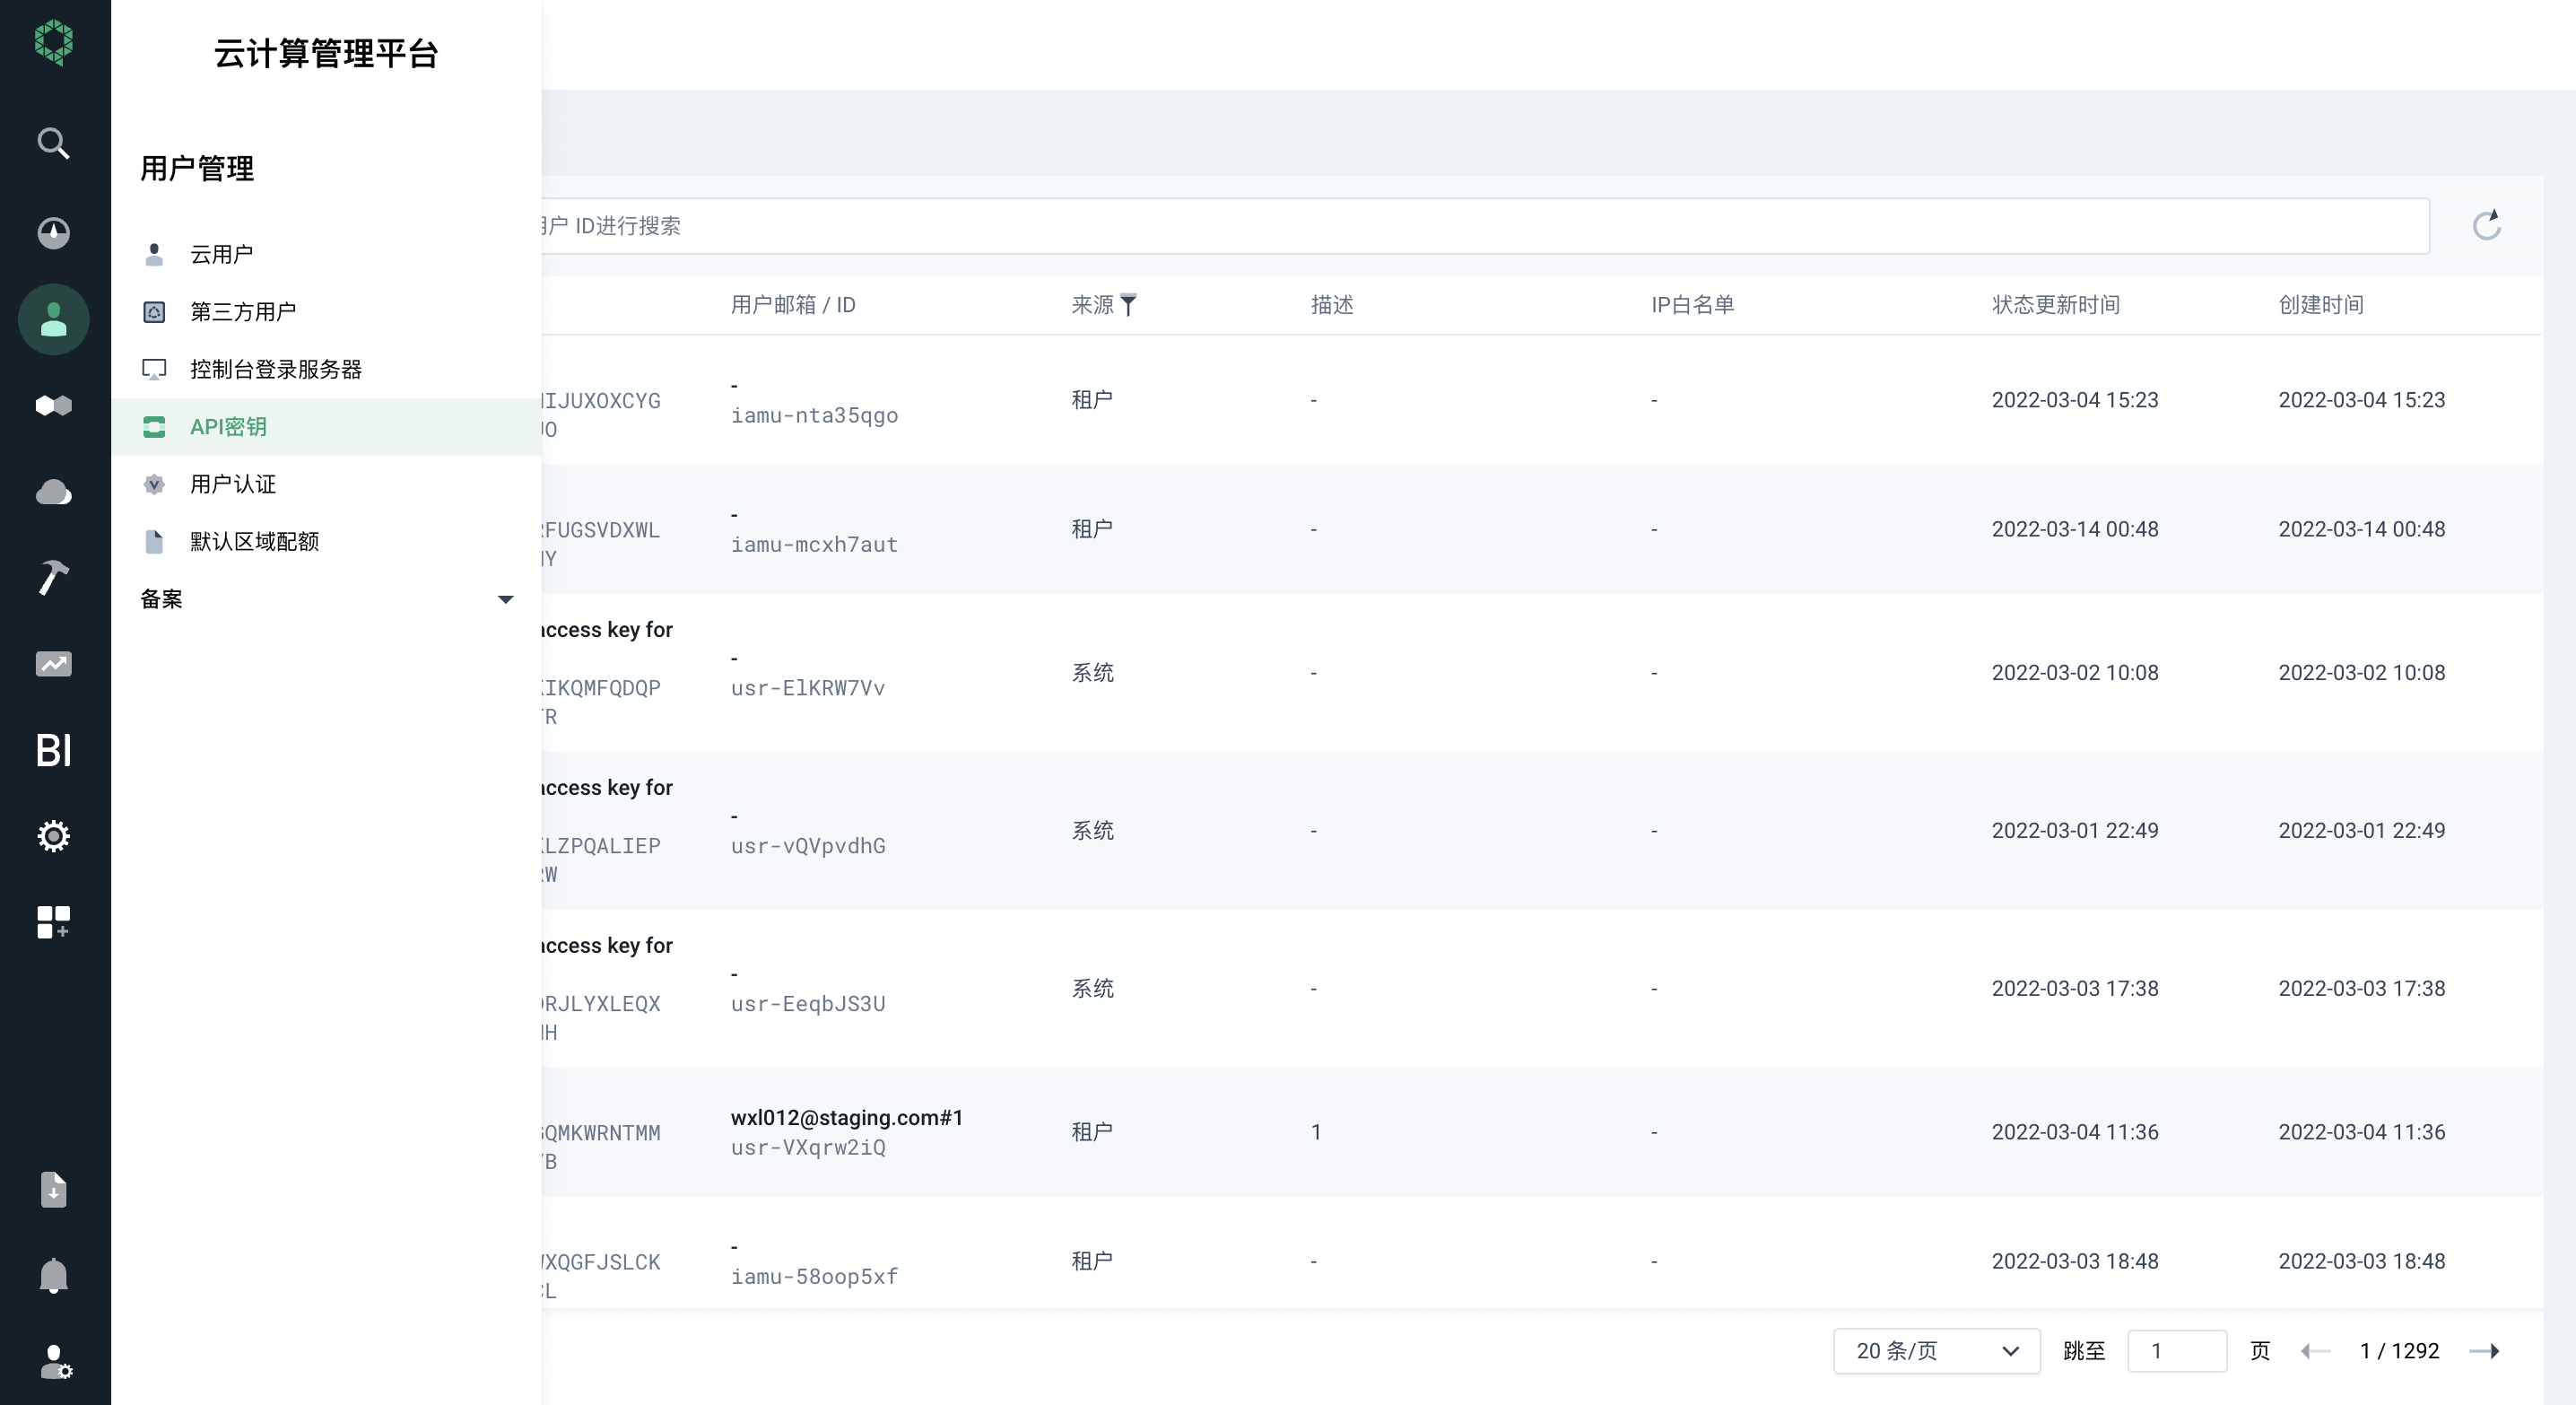 云计算管理平台
用户管理
云用户
第三方用户
控制台登录服务器
API密钥
用户认证
默认区域配额
备案
BI
户 ID进行搜索
用户邮箱 / ID 来源 描述 IP白名单 状态更新时间 创建时间
IJUXOXCYG
O
-
iamu-nta35qgo
租户 - - 2022-03-04 15:23 2022-03-04 15:23
FUGSVDXWL
Y
-
iamu-mcxh7aut
租户 - - 2022-03-14 00:48 2022-03-14 00:48
access key for
IKQMFQDQP
R
-
usr-ElKRW7Vv
系统 - - 2022-03-02 10:08 2022-03-02 10:08
access key for
LZPQALIEP
W
-
usr-vQVpvdhG
系统 - - 2022-03-01 22:49 2022-03-01 22:49
access key for
RJLYXLEQX
H
-
usr-EeqbJS3U
系统 - - 2022-03-03 17:38 2022-03-03 17:38
QMKWRNTMM
B
wxl012@staging.com#1
usr-VXqrw2iQ
租户 1 - 2022-03-04 11:36 2022-03-04 11:36
XQGFJSLCK
L
-
iamu-58oop5xf
租户 - - 2022-03-03 18:48 2022-03-03 18:48
20 条/页 跳至 1 页 1 / 1292